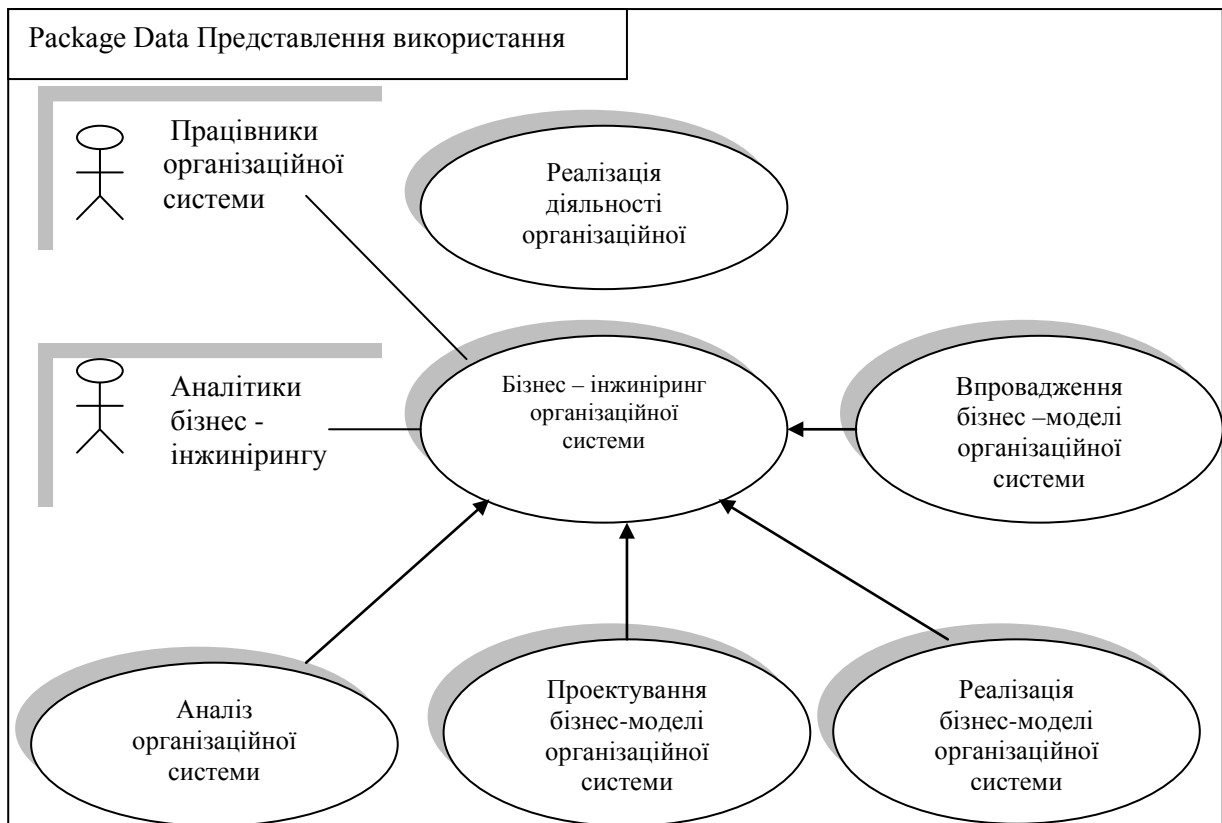 Package Data Представлення використання
Працівники
організаційної
системи
Реалізація
діяльності
організаційної
Аналітики
бізнес -
інжинірингу
Бізнес – інжиніринг
організаційної
системи
Впровадження
бізнес –моделі
організаційної
системи
Аналіз
організаційної
системи
Проектування
бізнес-моделі
організаційної
системи
Реалізація
бізнес-моделі
організаційної
системи